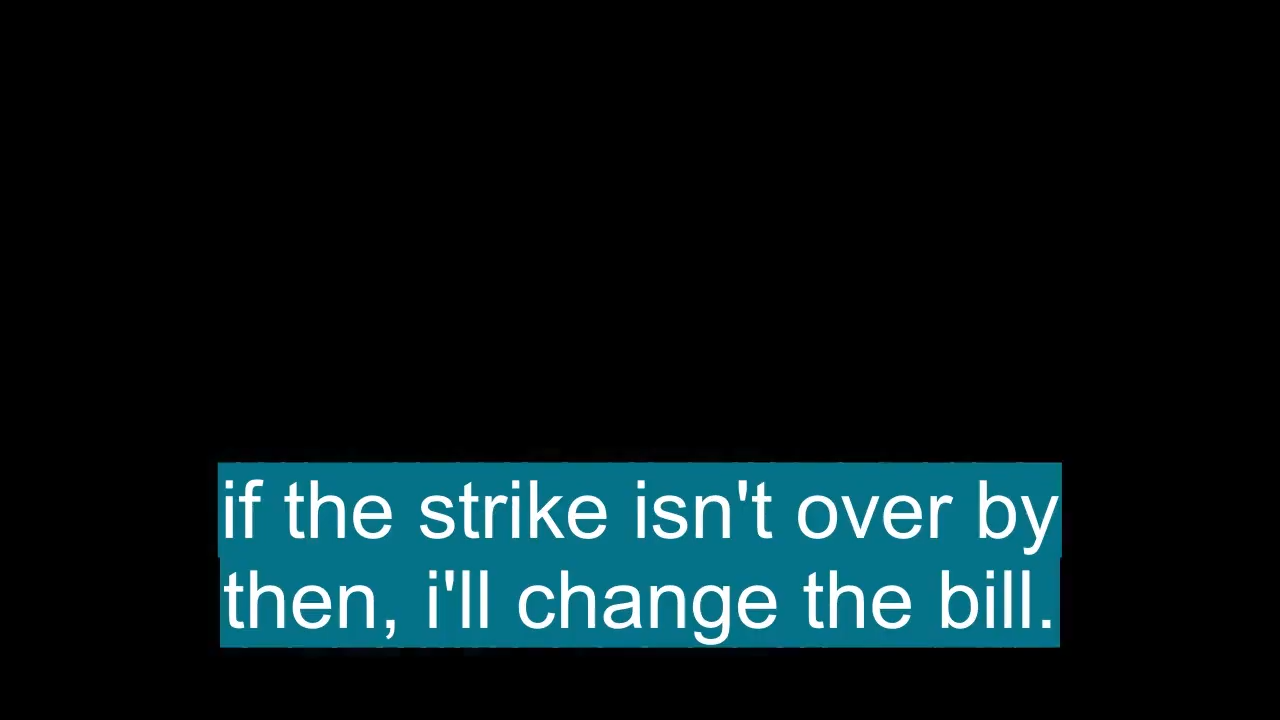 if the strike isn't over by
then, i'll change the bill.